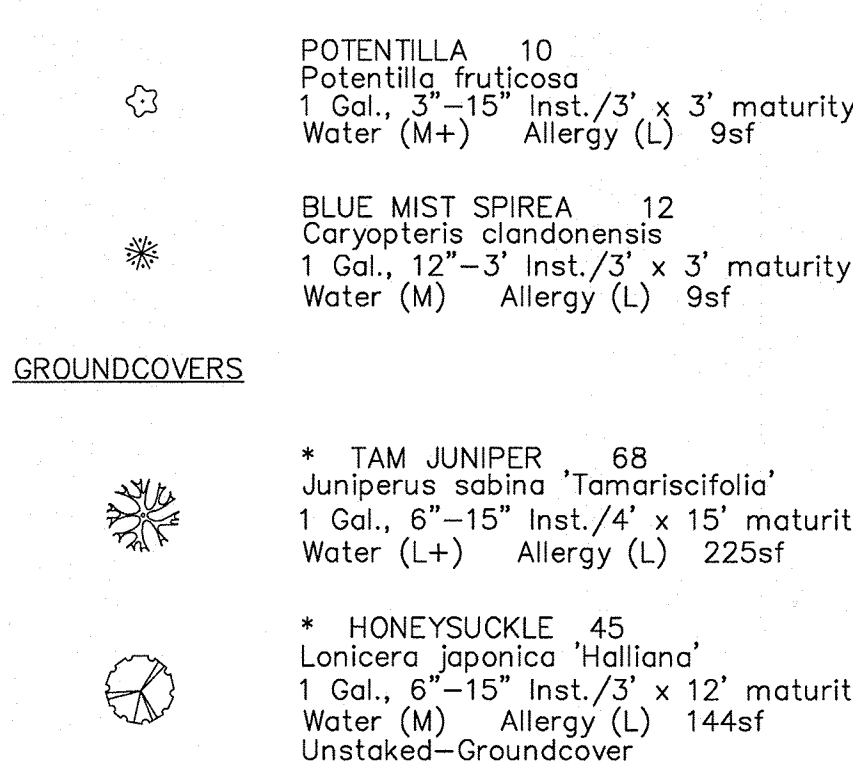 POTENTILLA 10
Potentilla fruticosa
1 Gal., 3"-15" Inst./3' x 3' maturity
Water (M+) Allergy (L) 9sf
BLUE MIST SPIREA 12
Caryopteris clandonensis
1 Gal., 12"-3' Inst./3' x 3' maturity
Water (M) Allergy (L) 9sf
GROUNDCOVERS
* TAM JUNIPER 68
Juniperus sabina 'Tamariscifolia'
1 Gal., 6"-15" Inst./4' x 15' maturit
Water (L+) Allergy (L) 225sf
* HONEYSUCKLE 45
Lonicera japonica 'Halliana'
1 Gal., 6"-15" Inst./3' x 12' maturit
Water (M) Allergy (L) 144sf
Unstaked-Groundcover